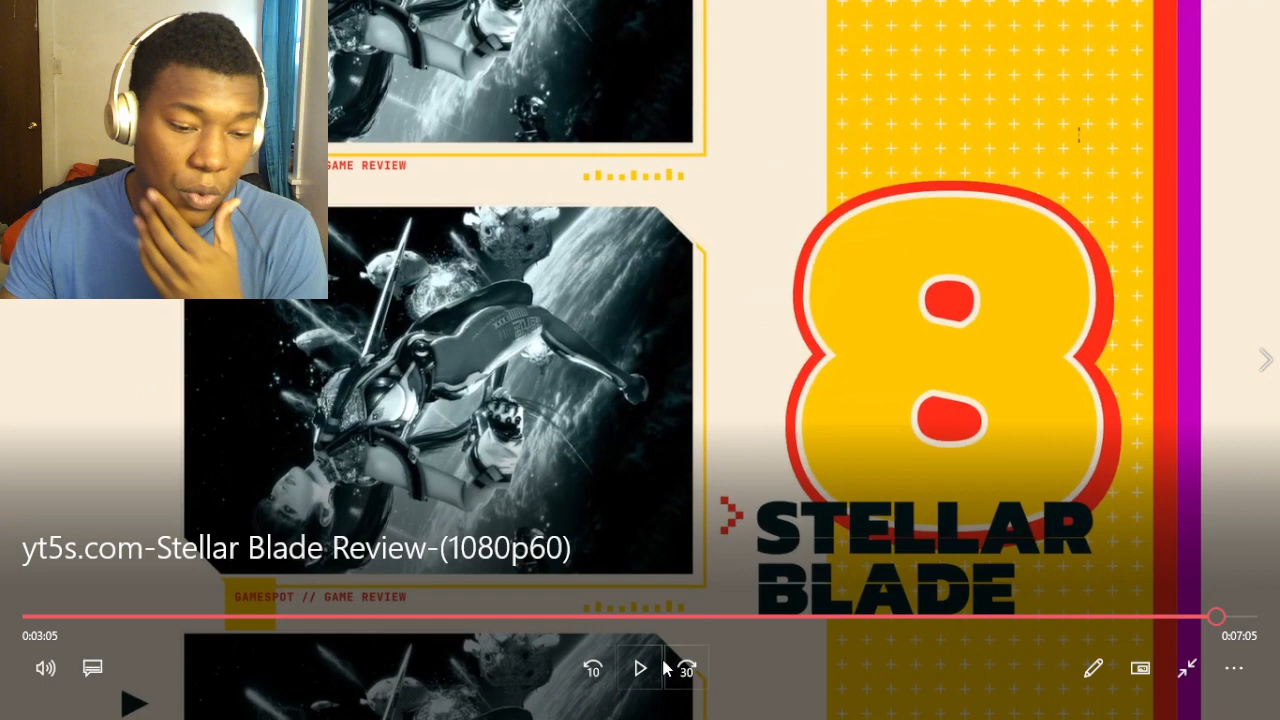 GAME REVIEW
8
STELLAR
BLADE
yt5s.com-Stellar Blade Review-(1080p60)
GAMESPOT // GAME REVIEW
0:03:05
0:07:05
10
30